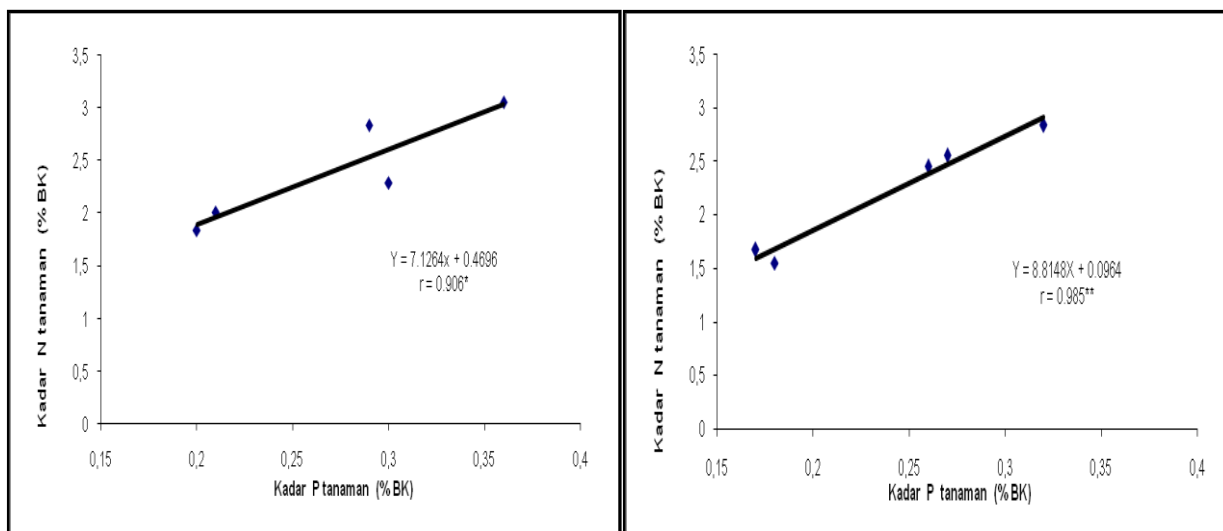 3,5
3
2,5
2
1,5
1
0,5
0
Kadar N tanaman (% BK)
Y = 7.1264x + 0.4696
r = 0.906*
0,15 0,2 0,25 0,3 0,35 0,4
Kadar P tanaman (% BK)
3,5
3
2,5
2
1,5
1
0,5
0
Kadar N tanaman (% BK)
Y = 8.8148X + 0.0964
r = 0.985**
0,15 0,2 0,25 0,3 0,35 0,4
Kadar P tanaman (% BK)